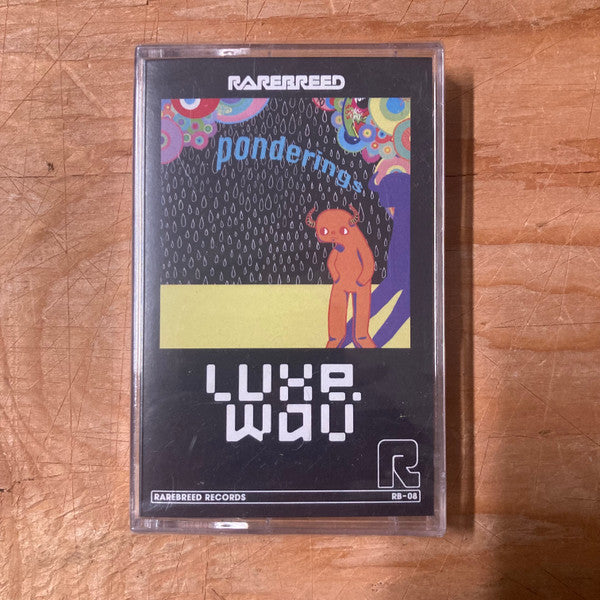 RAREBREED
ponderings
Luxe.
wav
R
RAREBREED RECORDS RB-08